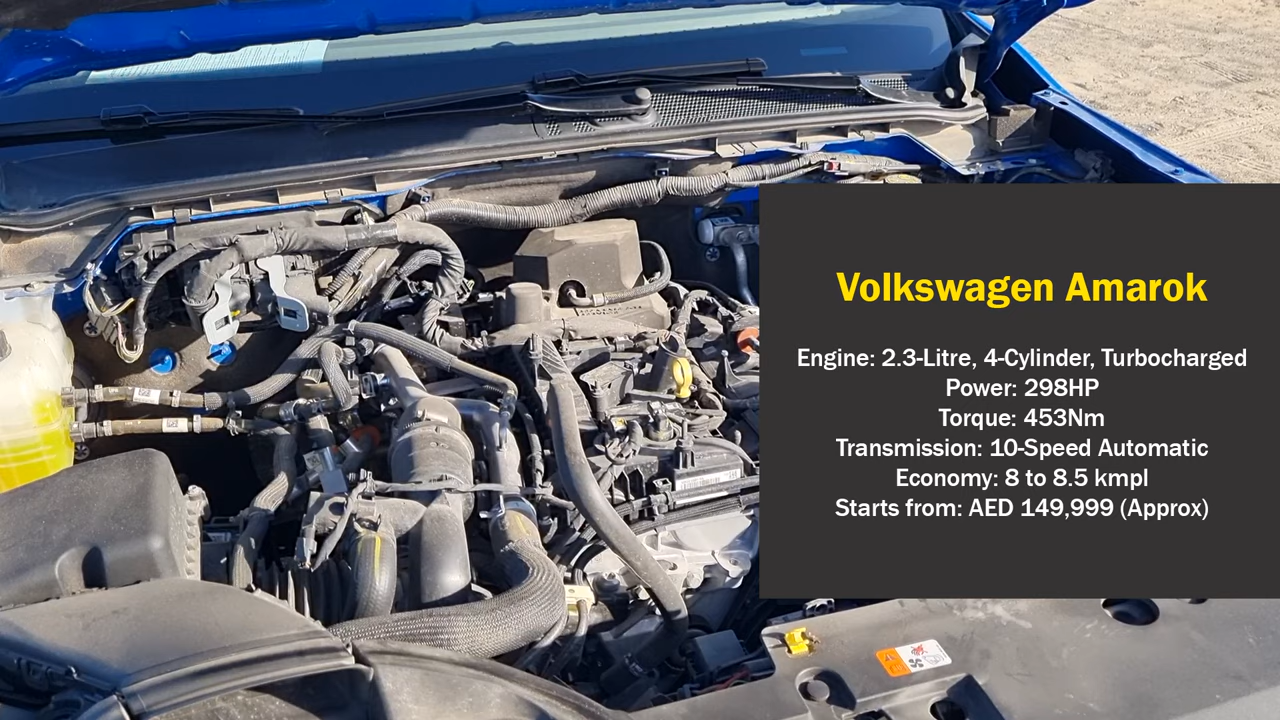 Volkswagen Amarok
Engine: 2.3-Litre, 4-Cylinder, Turbocharged
Power: 298HP
Torque: 453Nm
Transmission: 10-Speed Automatic
Economy: 8 to 8.5 kmpl
Starts from: AED 149,999 (Approx)